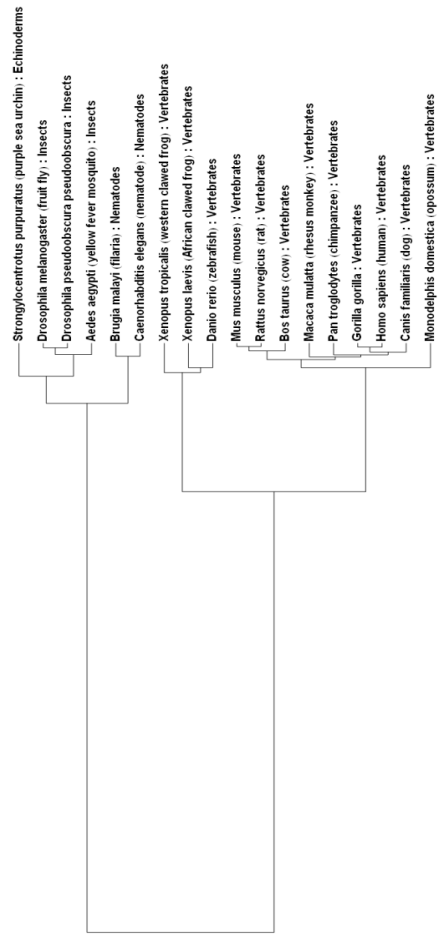 Strongylocentrotus purpuratus (purple sea urchin) : Echinoderms
Drosophila melanogaster (fruit fly) : Insects
Drosophila pseudoobscura pseudoobscura : Insects
Aedes aegypti (yellow fever mosquito) : Insects
Brugia malayi (filaria) : Nematodes
Caenorhabditis elegans (nematode) : Nematodes
Xenopus tropicalis (western clawed frog) : Vertebrates
Xenopus laevis (African clawed frog) : Vertebrates
Danio rerio (zebrafish) : Vertebrates
Mus musculus (mouse) : Vertebrates
Rattus norvegicus (rat) : Vertebrates
Bos taurus (cow) : Vertebrates
Macaca mulatta (rhesus monkey) : Vertebrates
Pan troglodytes (chimpanzee) : Vertebrates
Gorilla gorilla : Vertebrates
Homo sapiens (human) : Vertebrates
Canis familiaris (dog) : Vertebrates
Monodelphis domestica (opossum) : Vertebrates